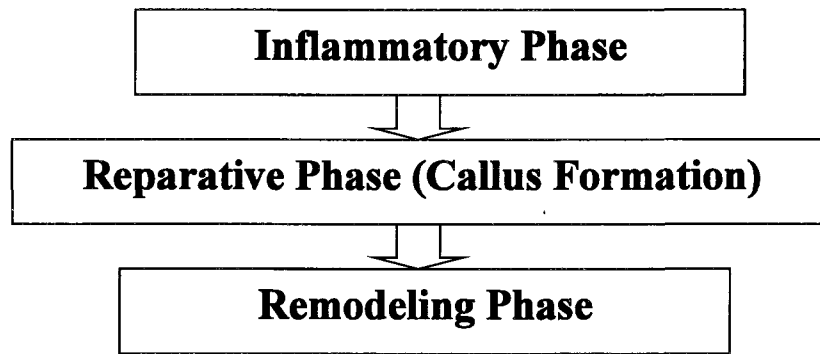 Inflammatory Phase
Reparative Phase (Callus Formation)
Remodeling Phase